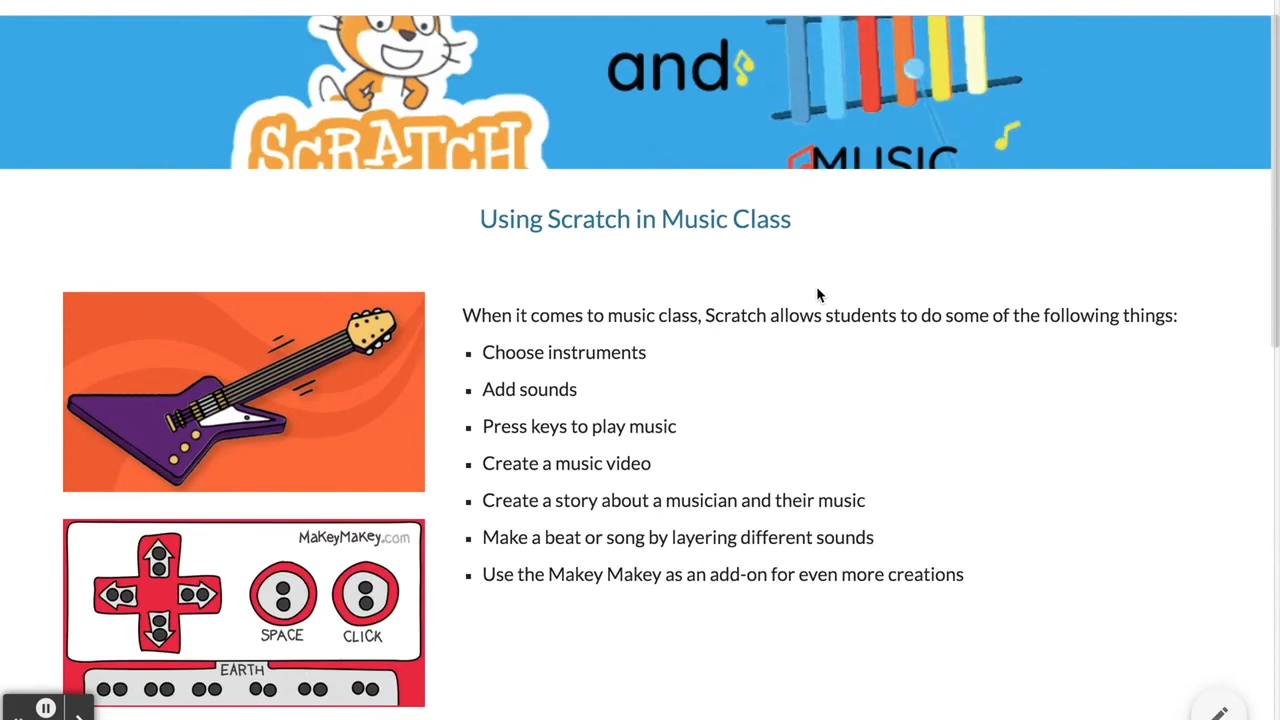 SCRATCH
and
MUSIC
Using Scratch in Music Class
When it comes to music class, Scratch allows students to do some of the following things:
▪ Choose instruments
▪ Add sounds
▪ Press keys to play music
▪ Create a music video
▪ Create a story about a musician and their music
▪ Make a beat or song by layering different sounds
▪ Use the Makey Makey as an add-on for even more creations
MaKeyMaKey.com
SPACE
CLICK
EARTH